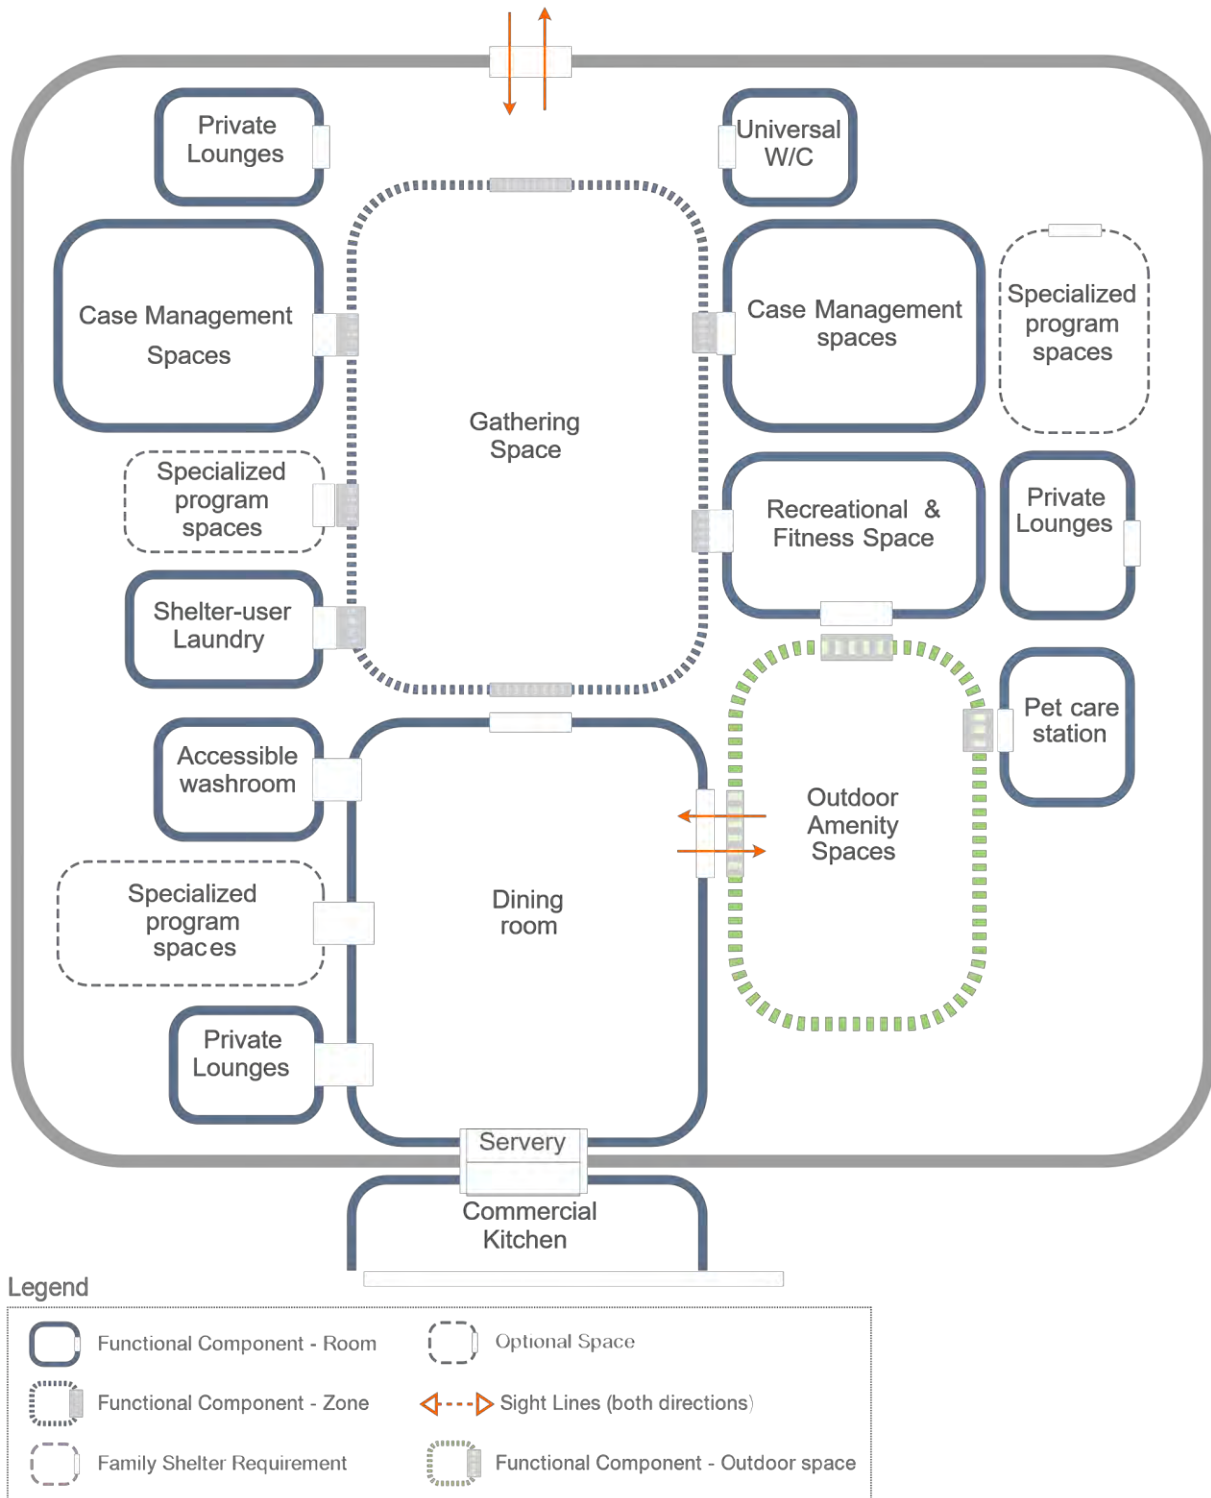 Private
Lounges
Universal
W/C
Case Management
Spaces
Case Management
spaces
Specialized
program
spaces
Gathering
Space
Specialized
program
spaces
Recreational &
Fitness Space
Private
Lounges
Shelter-user
Laundry
Pet care
station
Accessible
washroom
Outdoor
Amenity
Spaces
Specialized
program
spaces
Dining
room
Private
Lounges
Servery
Commercial
Kitchen
Legend
Functional Component - Room
Optional Space
Functional Component - Zone
Sight Lines (both directions)
Family Shelter Requirement
Functional Component - Outdoor space